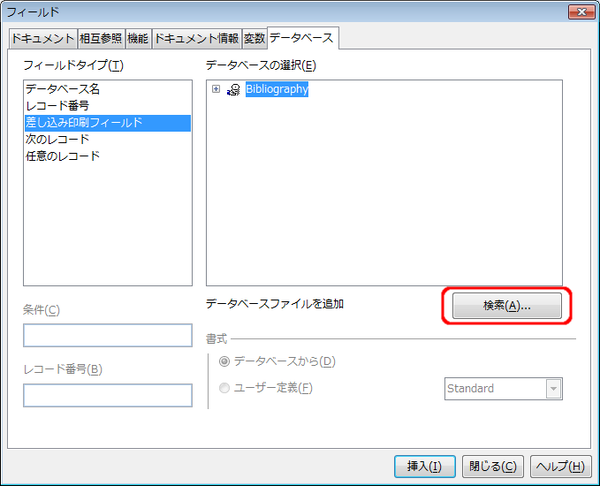 フィールド
ドキュメント 相互参照 機能 ドキュメント情報 変数 データベース
フィールドタイプ(T)
データベース名
レコード番号
差し込み印刷フィールド
次のレコード
任意のレコード
データベースの選択(E)
Bibliography
データベースファイルを追加
検索(A)...
条件(C)
レコード番号(B)
書式
データベースから(D)
ユーザー定義(F)
Standard
挿入(I) 閉じる(C) ヘルプ(H)